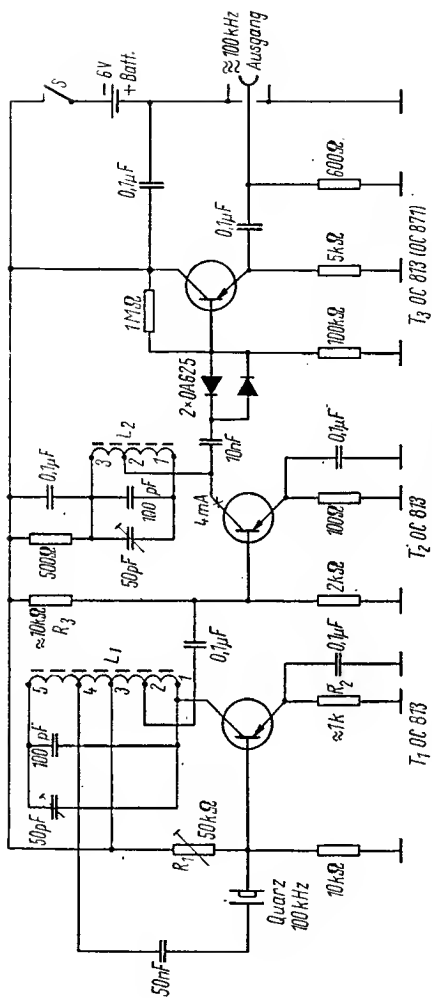 50nF
Quarz
100kHz
50pF
100pF
5
4
3
2
1
L1
R1
50kΩ
10kΩ
≈1k
R2
0,1µF
T1 OC 813
≈10kΩ
R3
0,1µF
2kΩ
500Ω
0,1µF
50pF
100pF
3
2
1
L2
4mA
10nF
100Ω
0,1µF
T2 OC 813
2×OA625
1MΩ
100kΩ
0,1µF
0,1µF
5kΩ
600Ω
T3 OC 813 (OC 871)
S
− 6V
+ Batt.
≈100kHz
Ausgang